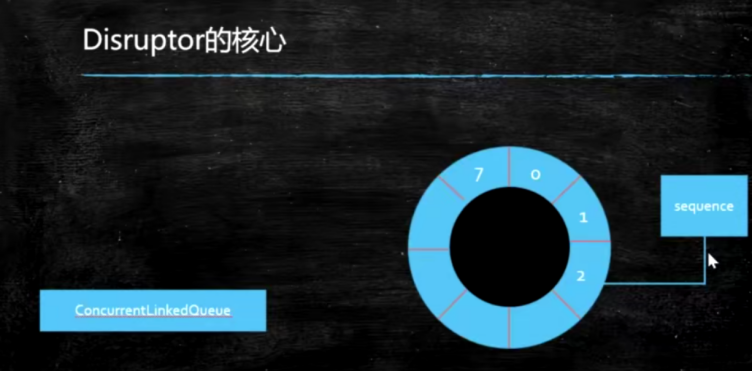 Disruptor的核心
7
0
1
2
sequence
ConcurrentLinkedQueue